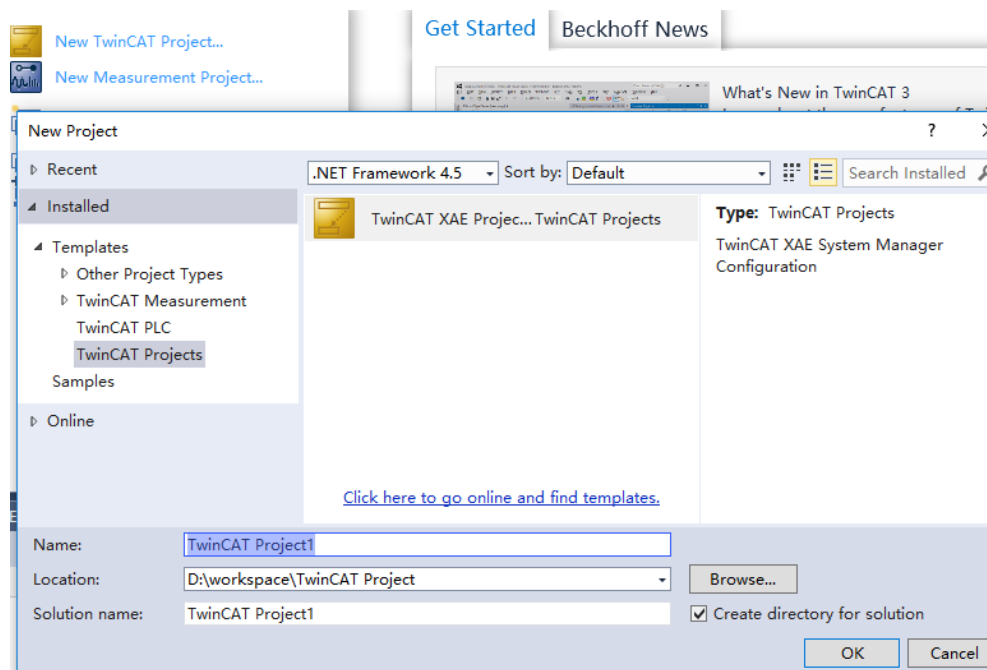 Get Started
Beckhoff News
New TwinCAT Project...
New Measurement Project...
What's New in TwinCAT 3
New Project
?
Recent
.NET Framework 4.5
Sort by:
Default
Search Installed
Installed
TwinCAT XAE Projec... TwinCAT Projects
Type: TwinCAT Projects
TwinCAT XAE System Manager
Configuration
Templates
Other Project Types
TwinCAT Measurement
TwinCAT PLC
TwinCAT Projects
Samples
Online
Click here to go online and find templates.
Name:
TwinCAT Project1
Location:
D:\workspace\TwinCAT Project
Browse...
Solution name:
TwinCAT Project1
Create directory for solution
OK
Cancel